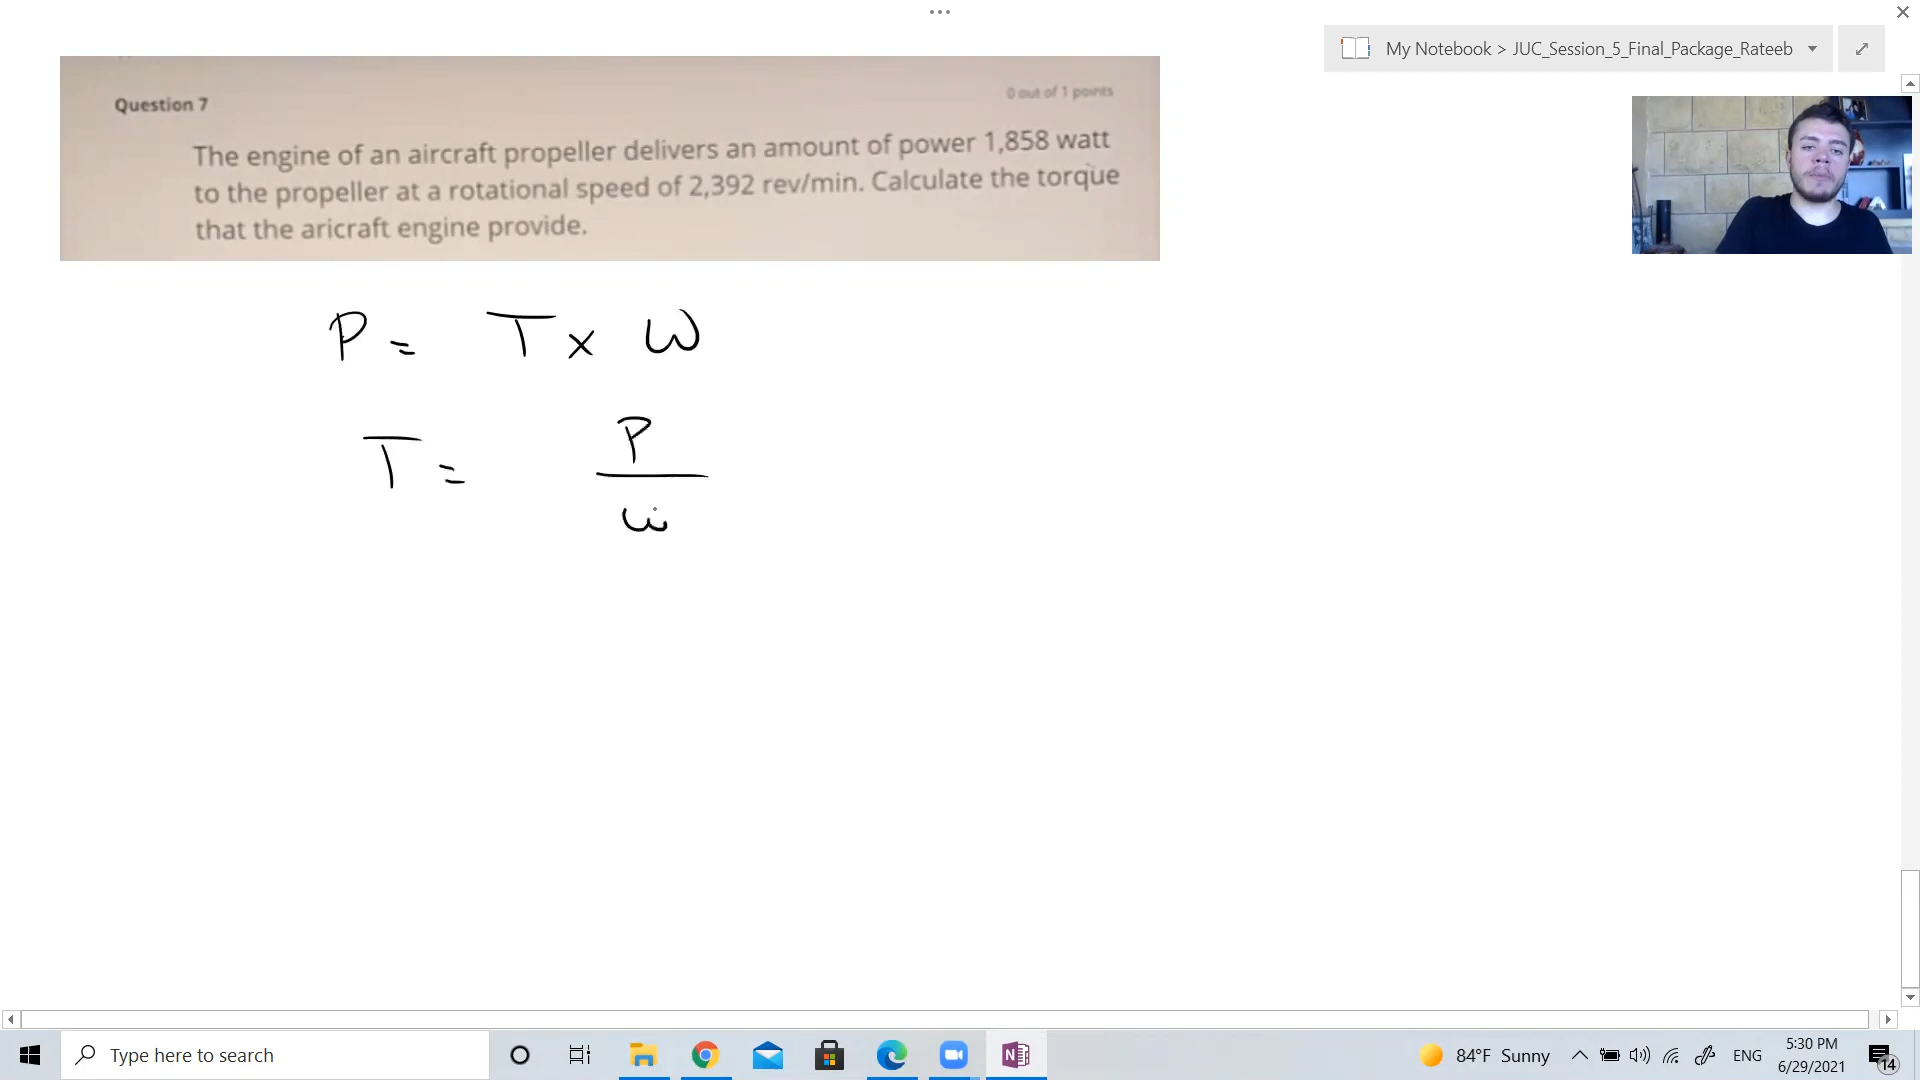 My Notebook > JUC_Session_5_Final_Package_Rateeb
Question 7
0 out of 1 points
The engine of an aircraft propeller delivers an amount of power 1,858 watt
to the propeller at a rotational speed of 2,392 rev/min. Calculate the torque
that the aricraft engine provide.
P = T x ω
T = P
ω
Type here to search
84°F Sunny
ENG
5:30 PM
6/29/2021
14